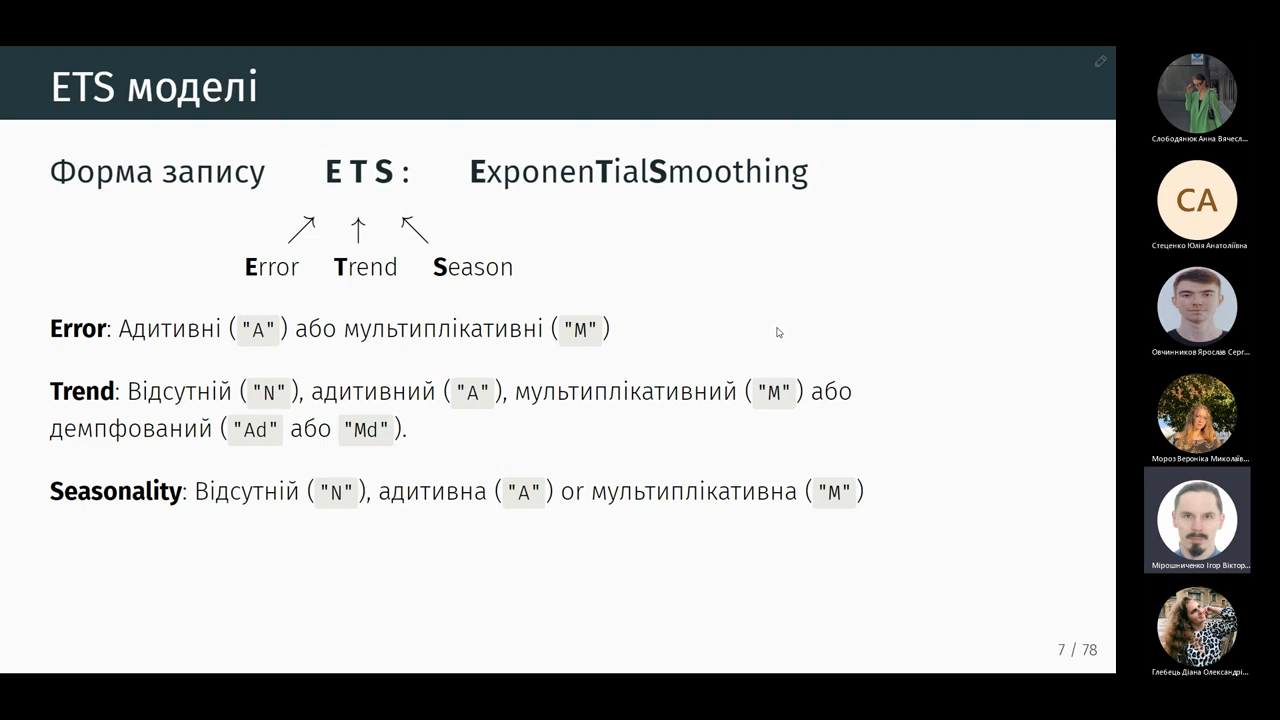 ETS моделі
Форма запису E T S : ExponenTialSmoothing
Error Trend Season
Error: Адитивні ("A") або мультиплікативні ("M")
Trend: Відсутній ("N"), адитивний ("A"), мультиплікативний ("M") або
демпфований ("Ad" або "Md").
Seasonality: Відсутній ("N"), адитивна ("A") or мультиплікативна ("M")
7 / 78
Слободянюк Анна Вячесл...
СА
Стеценко Юлія Анатоліївна
Овчинников Ярослав Серг...
Мороз Вероніка Миколаїв...
Мірошниченко Ігор Віктор...
Глебець Діана Олександрі...